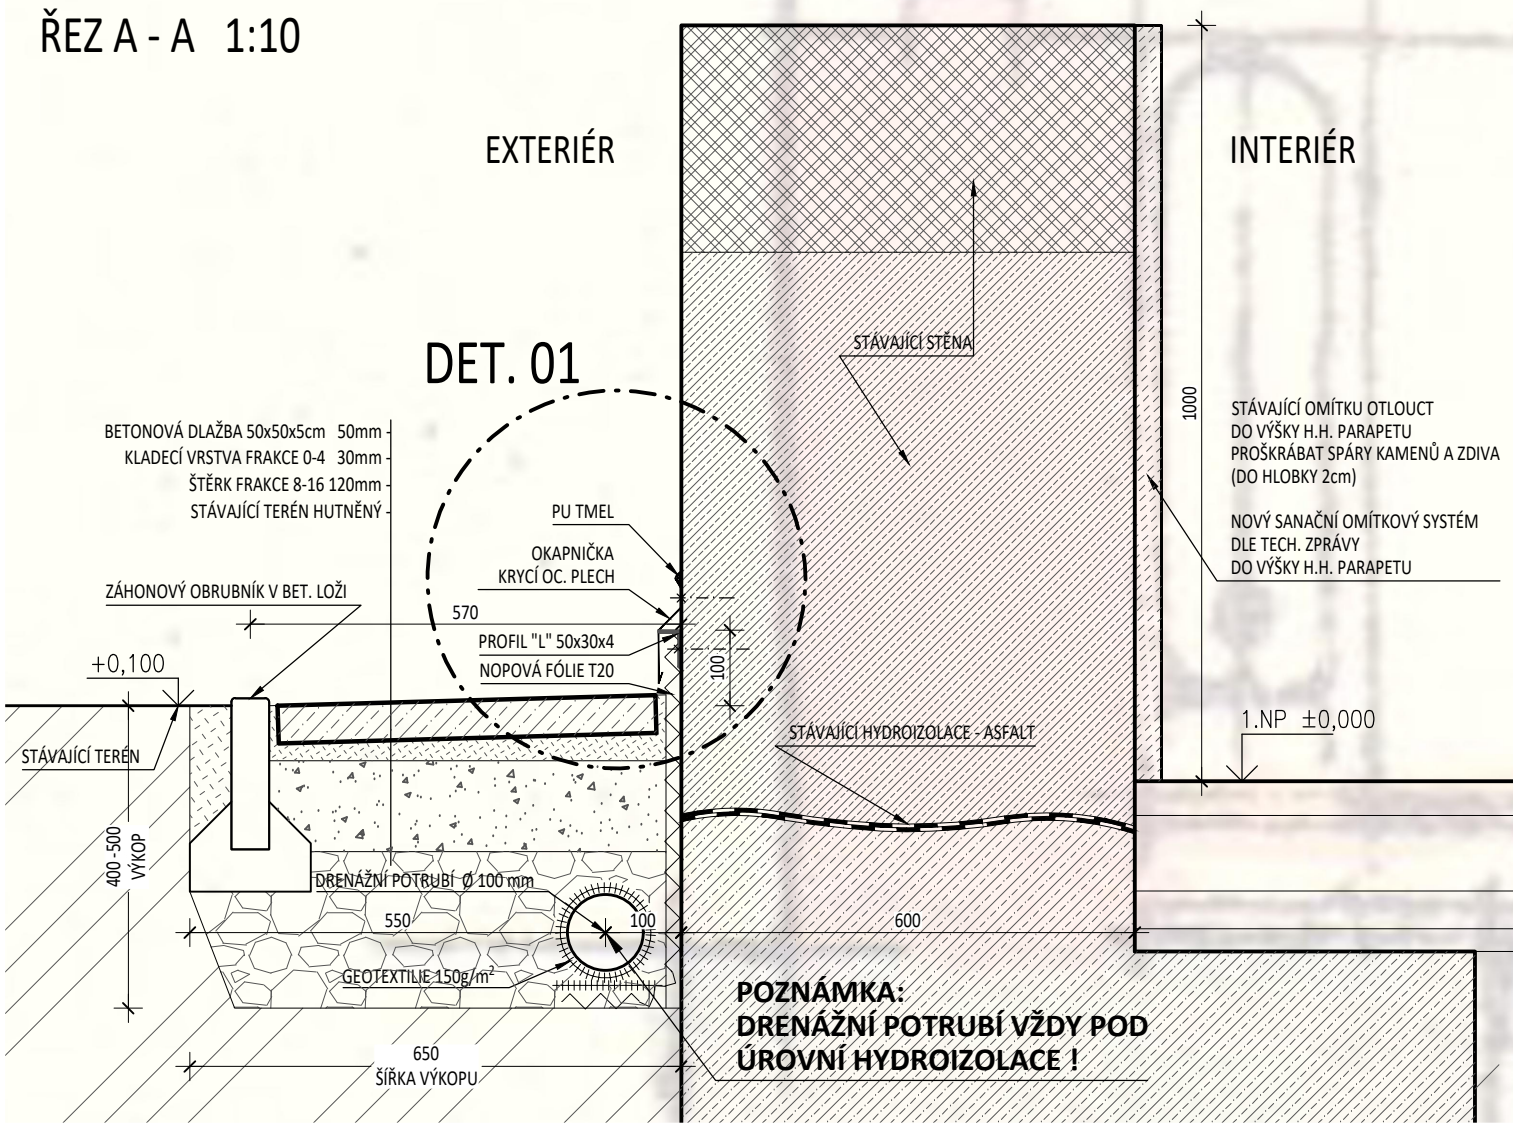 ŘEZ A - A 1:10
EXTERIÉR
INTERIÉR
DET. 01
STÁVAJÍCÍ STĚNA
1000
BETONOVÁ DLAŽBA 50x50x5cm 50mm
KLADECÍ VRSTVA FRAKCE 0-4 30mm
ŠTĚRK FRAKCE 8-16 120mm
STÁVAJÍCÍ TERÉN HUTNĚNÝ
STÁVAJÍCÍ OMÍTKU OTLOUCT
DO VÝŠKY H.H. PARAPETU
PROŠKRÁBAT SPÁRY KAMENŮ A ZDIVA
(DO HLOBKY 2cm)
NOVÝ SANAČNÍ OMÍTKOVÝ SYSTÉM
DLE TECH. ZPRÁVY
DO VÝŠKY H.H. PARAPETU
PU TMEL
OKAPNIČKA
KRYCÍ OC. PLECH
ZÁHONOVÝ OBRUBNÍK V BET. LOŽI
570
PROFIL "L" 50x30x4
NOPOVÁ FÓLIE T20
100
+0,100
1.NP ±0,000
STÁVAJÍCÍ TERÉN
STÁVAJÍCÍ HYDROIZOLACE - ASFALT
400-500
VÝKOP
DRENÁŽNÍ POTRUBÍ Ø 100 mm
550
100
600
GEOTEXTILIE 150g/m²
POZNÁMKA:
DRENÁŽNÍ POTRUBÍ VŽDY POD
ÚROVNÍ HYDROIZOLACE !
650
ŠÍŘKA VÝKOPU